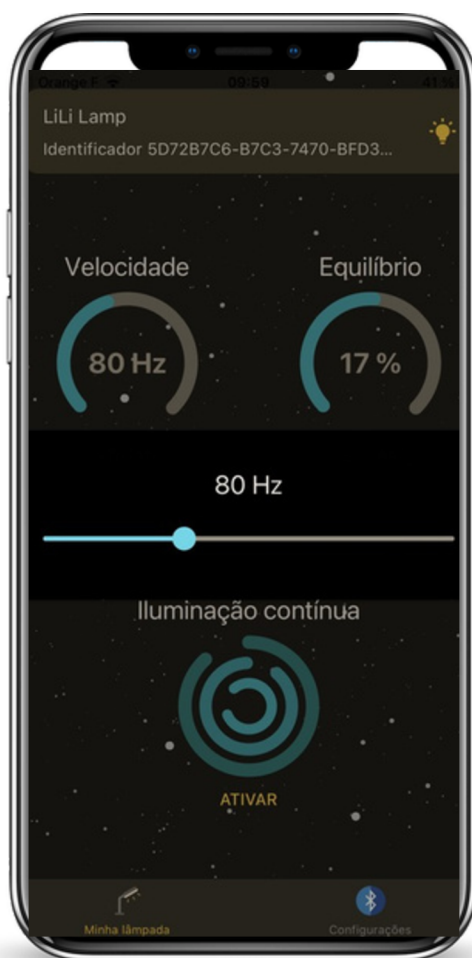 Orange F 09:59 41 %
LiLi Lamp
Identificador 5D72B7C6-B7C3-7470-BFD3...
Velocidade Equilíbrio
80 Hz 17 %
80 Hz
Iluminação contínua
ATIVAR
Minha lâmpada Configurações